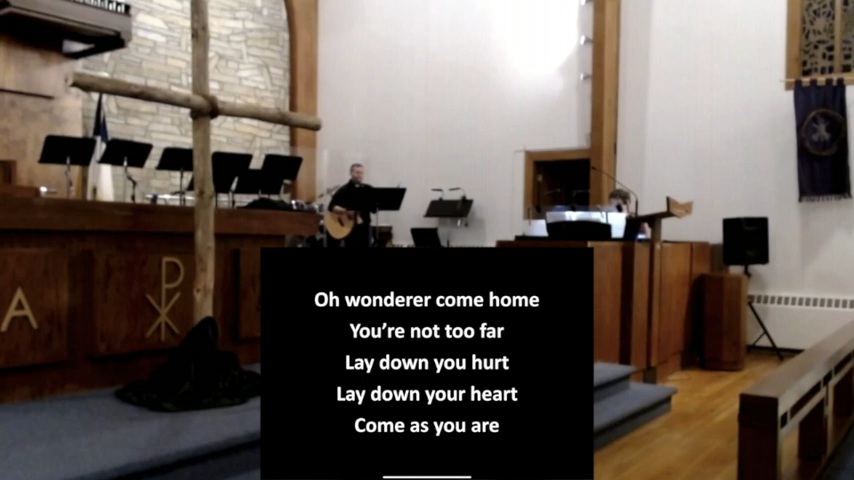 Oh wonderer come home
You’re not too far
Lay down you hurt
Lay down your heart
Come as you are